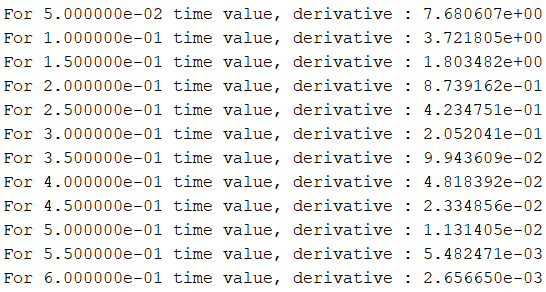 For 5.000000e-02 time value, derivative : 7.680607e+00
For 1.000000e-01 time value, derivative : 3.721805e+00
For 1.500000e-01 time value, derivative : 1.803482e+00
For 2.000000e-01 time value, derivative : 8.739162e-01
For 2.500000e-01 time value, derivative : 4.234751e-01
For 3.000000e-01 time value, derivative : 2.052041e-01
For 3.500000e-01 time value, derivative : 9.943609e-02
For 4.000000e-01 time value, derivative : 4.818392e-02
For 4.500000e-01 time value, derivative : 2.334856e-02
For 5.000000e-01 time value, derivative : 1.131405e-02
For 5.500000e-01 time value, derivative : 5.482471e-03
For 6.000000e-01 time value, derivative : 2.656650e-03